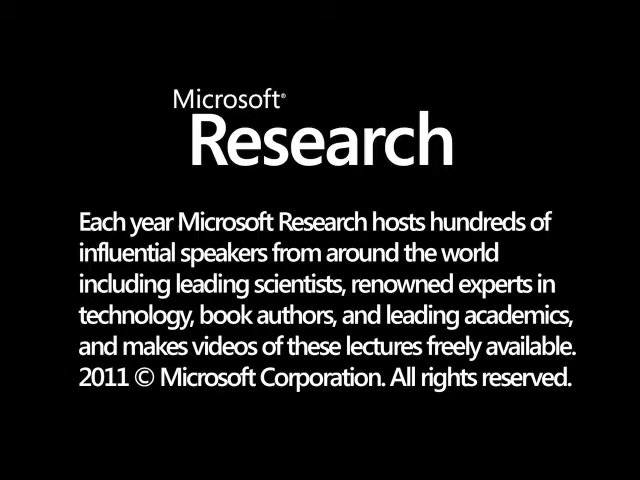 Microsoft®
Research
Each year Microsoft Research hosts hundreds of
influential speakers from around the world
including leading scientists, renowned experts in
technology, book authors, and leading academics,
and makes videos of these lectures freely available.
2011 © Microsoft Corporation. All rights reserved.